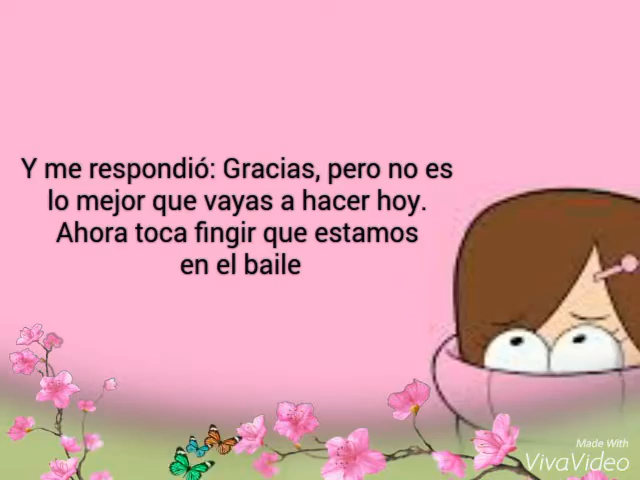 Y me respondió: Gracias, pero no es
lo mejor que vayas a hacer hoy.
Ahora toca fingir que estamos
en el baile
Made With
VivaVideo